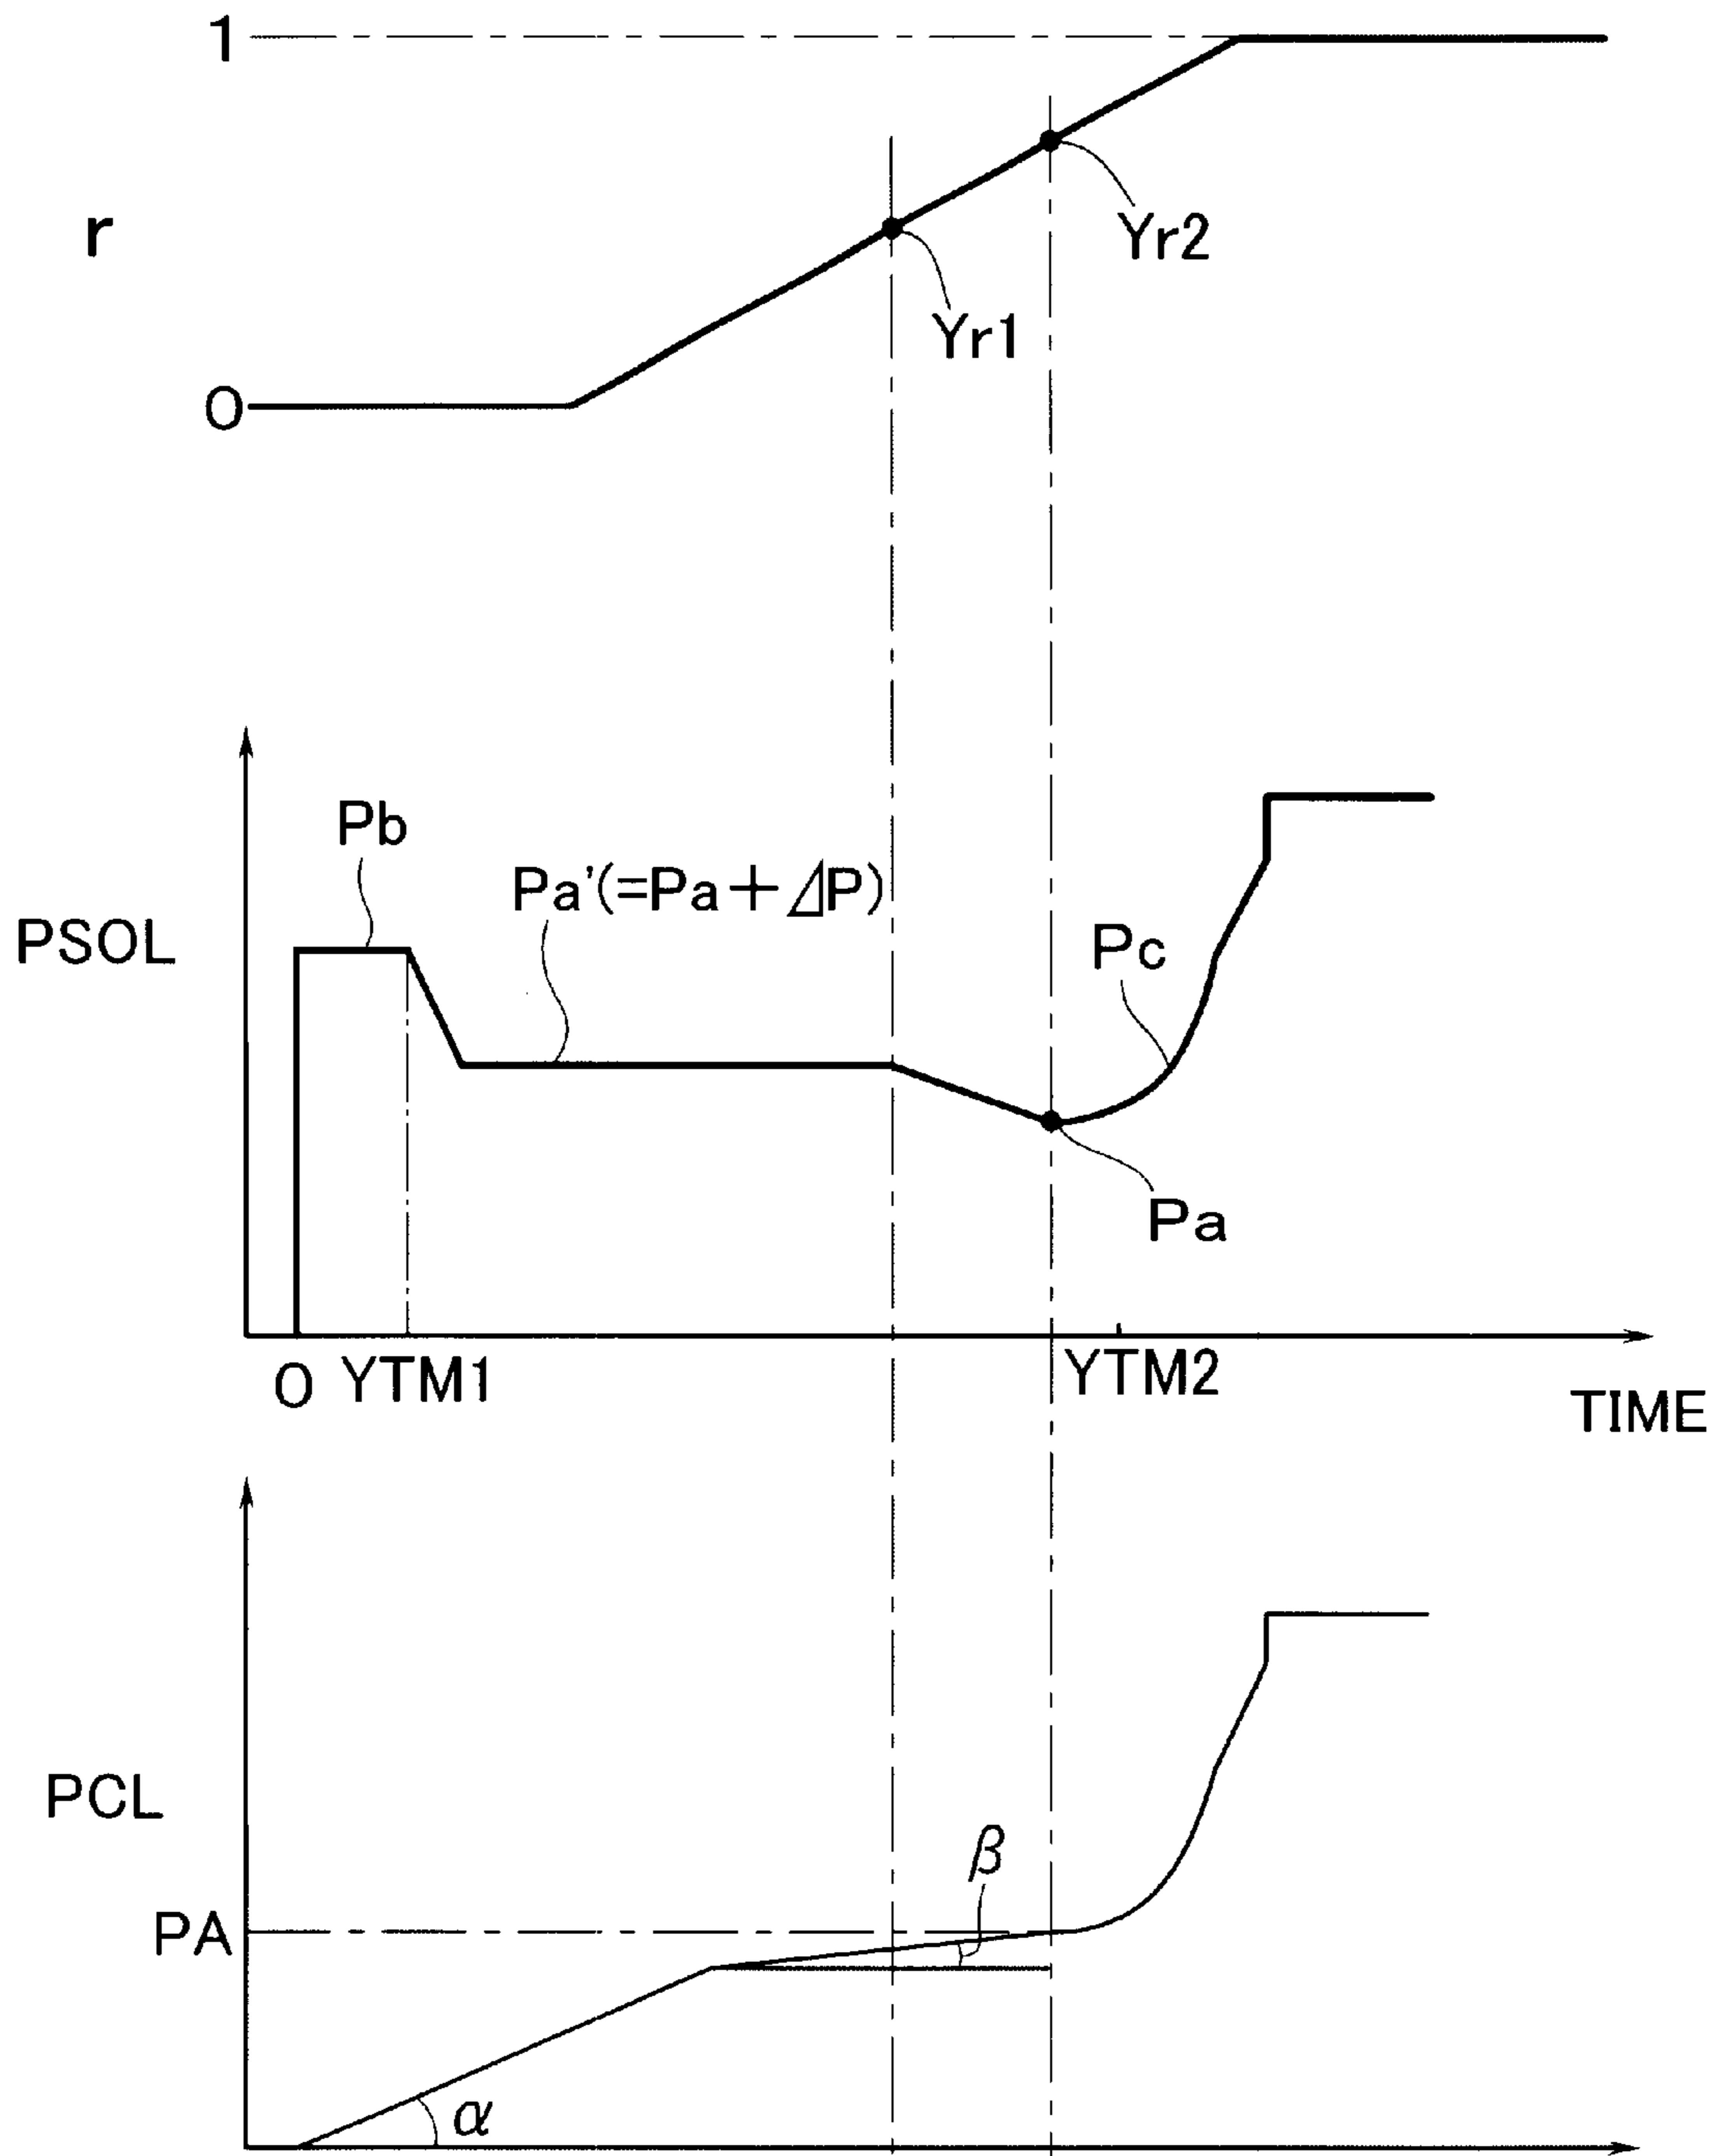 1
r
Yr2
Yr1
0
Pb
Pa'(=Pa+⊿P)
PSOL
Pc
Pa
0 YTM1
YTM2
TIME
PCL
β
PA
α